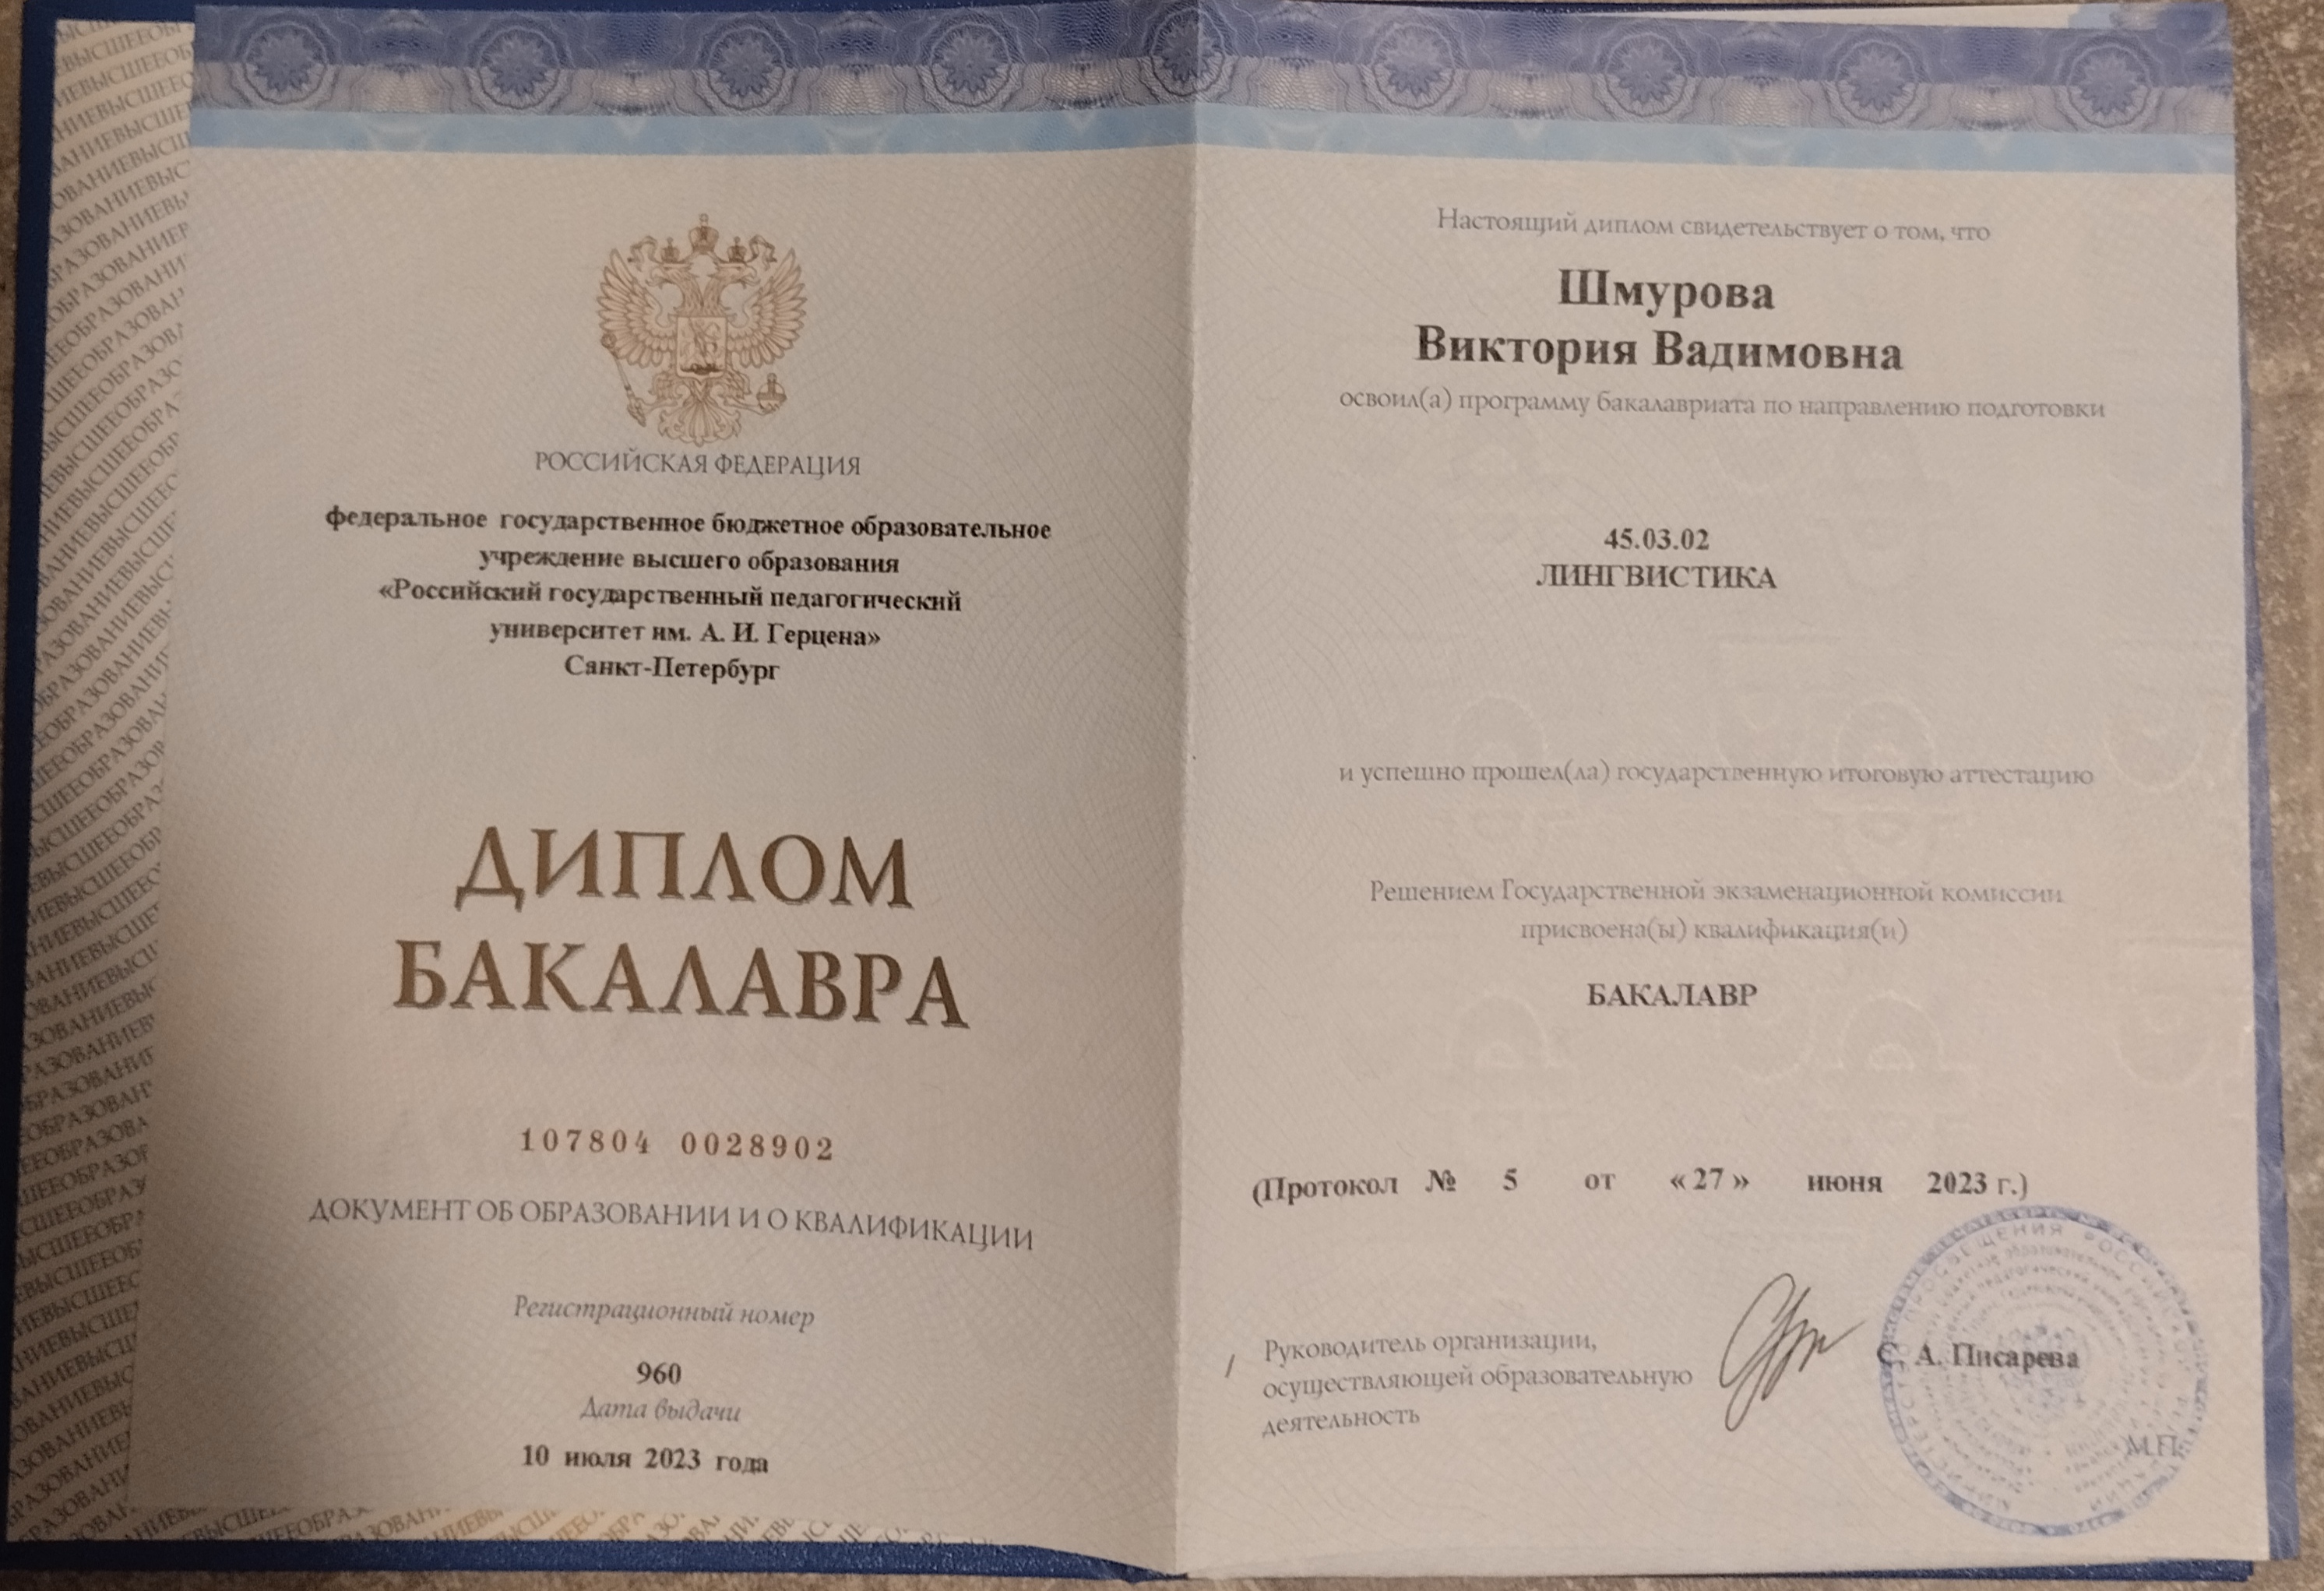 РОССИЙСКАЯ ФЕДЕРАЦИЯ
федеральное государственное бюджетное образовательное
учреждение высшего образования
«Российский государственный педагогический
университет им. А. И. Герцена»
Санкт-Петербург
ДИПЛОМ
БАКАЛАВРА
107804 0028902
ДОКУМЕНТ ОБ ОБРАЗОВАНИИ И О КВАЛИФИКАЦИИ
Регистрационный номер
960
Дата выдачи
10 июля 2023 года
Настоящий диплом свидетельствует о том, что
Шмурова
Виктория Вадимовна
освоил(а) программу бакалавриата по направлению подготовки
45.03.02
ЛИНГВИСТИКА
и успешно прошел(ла) государственную итоговую аттестацию
Решением Государственной экзаменационной комиссии
присвоена(ы) квалификация(и)
БАКАЛАВР
(Протокол № 5 от «27» июня 2023 г.)
Руководитель организации,
осуществляющей образовательную
деятельность
С. А. Писарева
М.П.